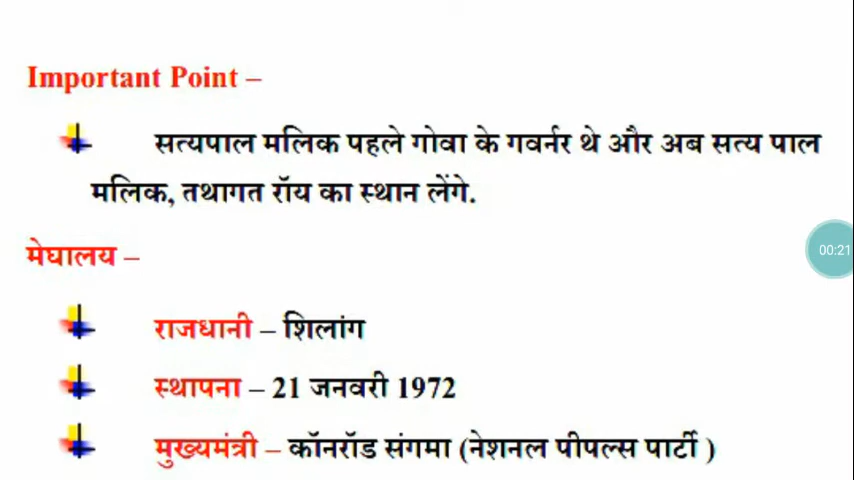 Important Point –
सत्यपाल मलिक पहले गोवा के गवर्नर थे और अब सत्य पाल
मलिक, तथागत रॉय का स्थान लेंगे.
00:21
मेघालय –
राजधानी – शिलांग
स्थापना – 21 जनवरी 1972
मुख्यमंत्री – कॉनरॉड संगमा (नेशनल पीपल्स पार्टी )